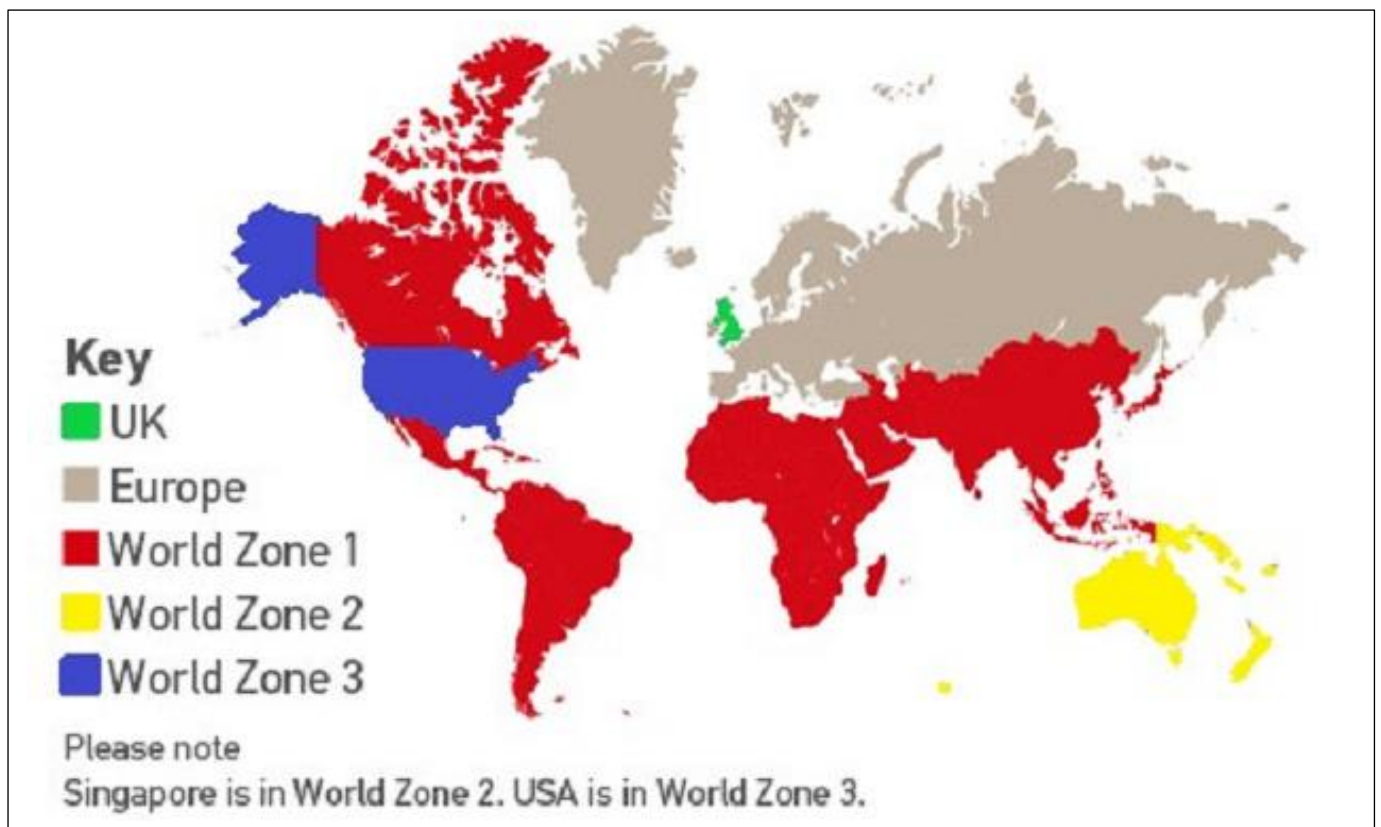 Key
UK
Europe
World Zone 1
World Zone 2
World Zone 3
Please note
Singapore is in World Zone 2. USA is in World Zone 3.